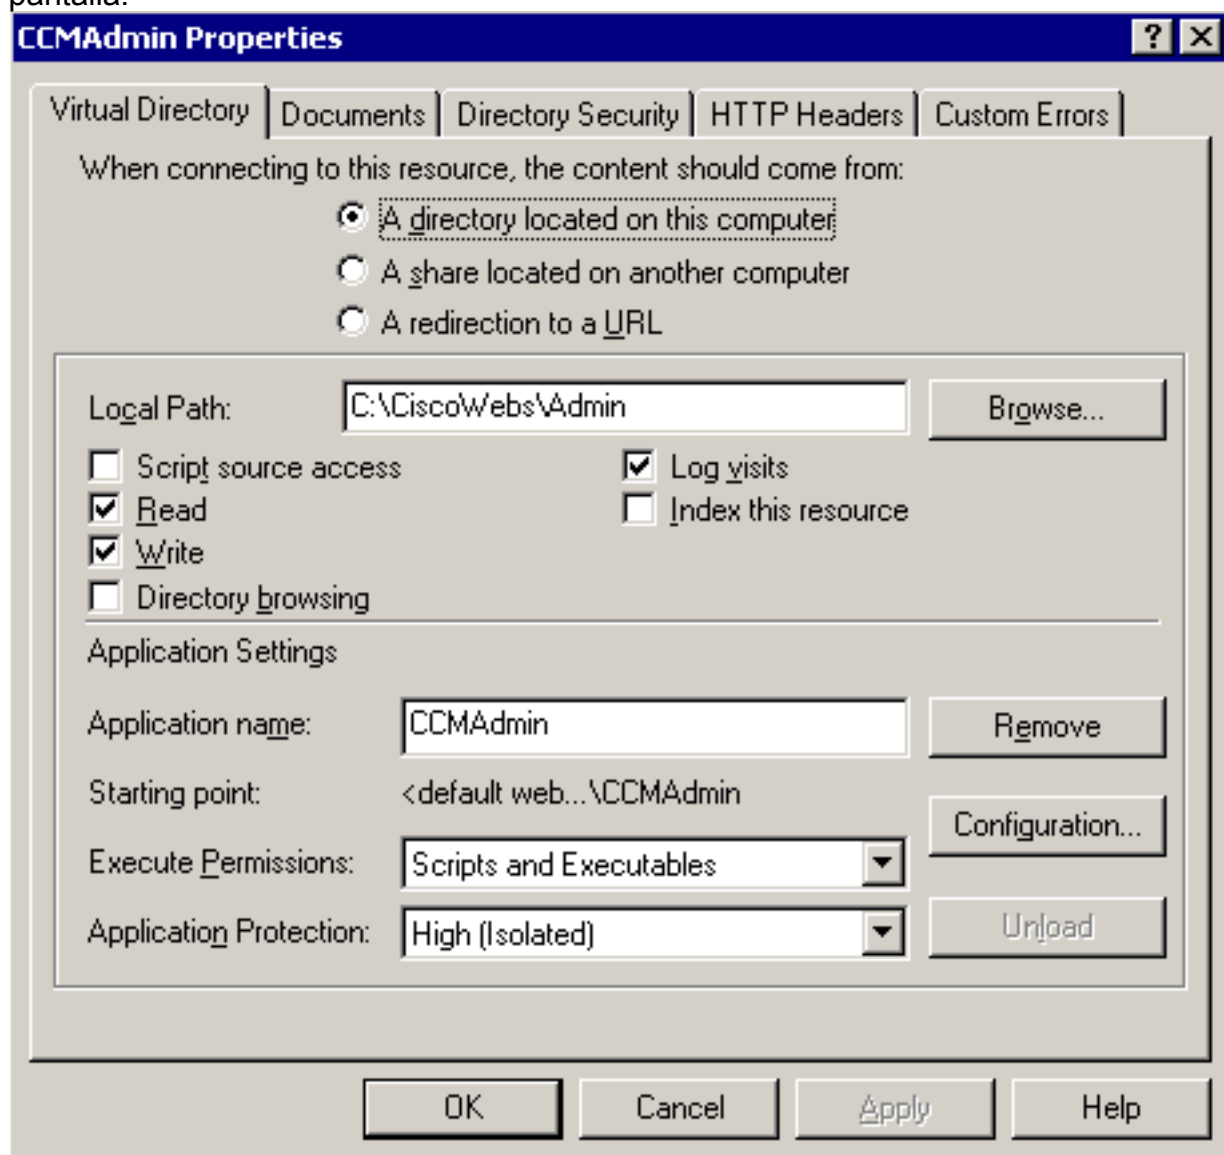 pantalla.
CCMAdmin Properties
Virtual Directory Documents Directory Security HTTP Headers Custom Errors
When connecting to this resource, the content should come from:
A directory located on this computer
A share located on another computer
A redirection to a URL
Local Path: C:\CiscoWebs\Admin Browse...
Script source access Log visits
Read Index this resource
Write
Directory browsing
Application Settings
Application name: CCMAdmin Remove
Starting point: <default web...\CCMAdmin
Configuration...
Execute Permissions: Scripts and Executables
Application Protection: High (Isolated) Unload
OK Cancel Apply Help